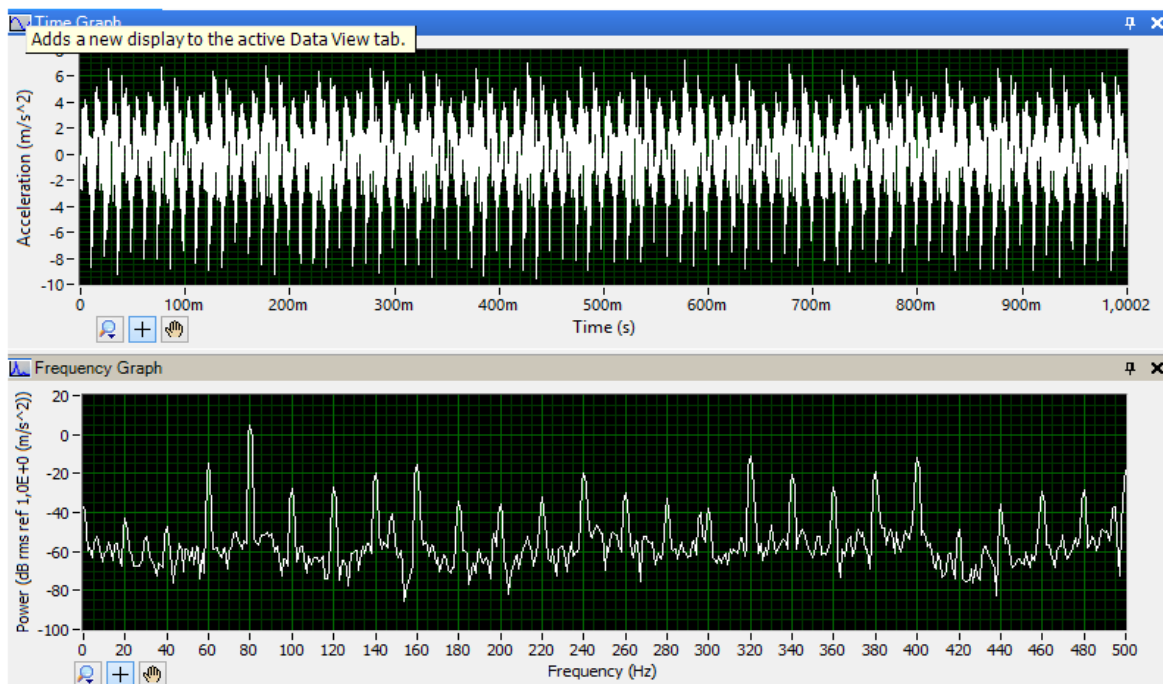 Time Graph
Adds a new display to the active Data View tab.
Acceleration (m/s^2)
6
4
2
0
-2
-4
-6
-8
-10
0 100m 200m 300m 400m 500m 600m 700m 800m 900m 1,0002
Time (s)
Frequency Graph
Power (dB rms ref 1,0E+0 (m/s^2))
20
0
-20
-40
-60
-80
-100
0 20 40 60 80 100 120 140 160 180 200 220 240 260 280 300 320 340 360 380 400 420 440 460 480 500
Frequency (Hz)